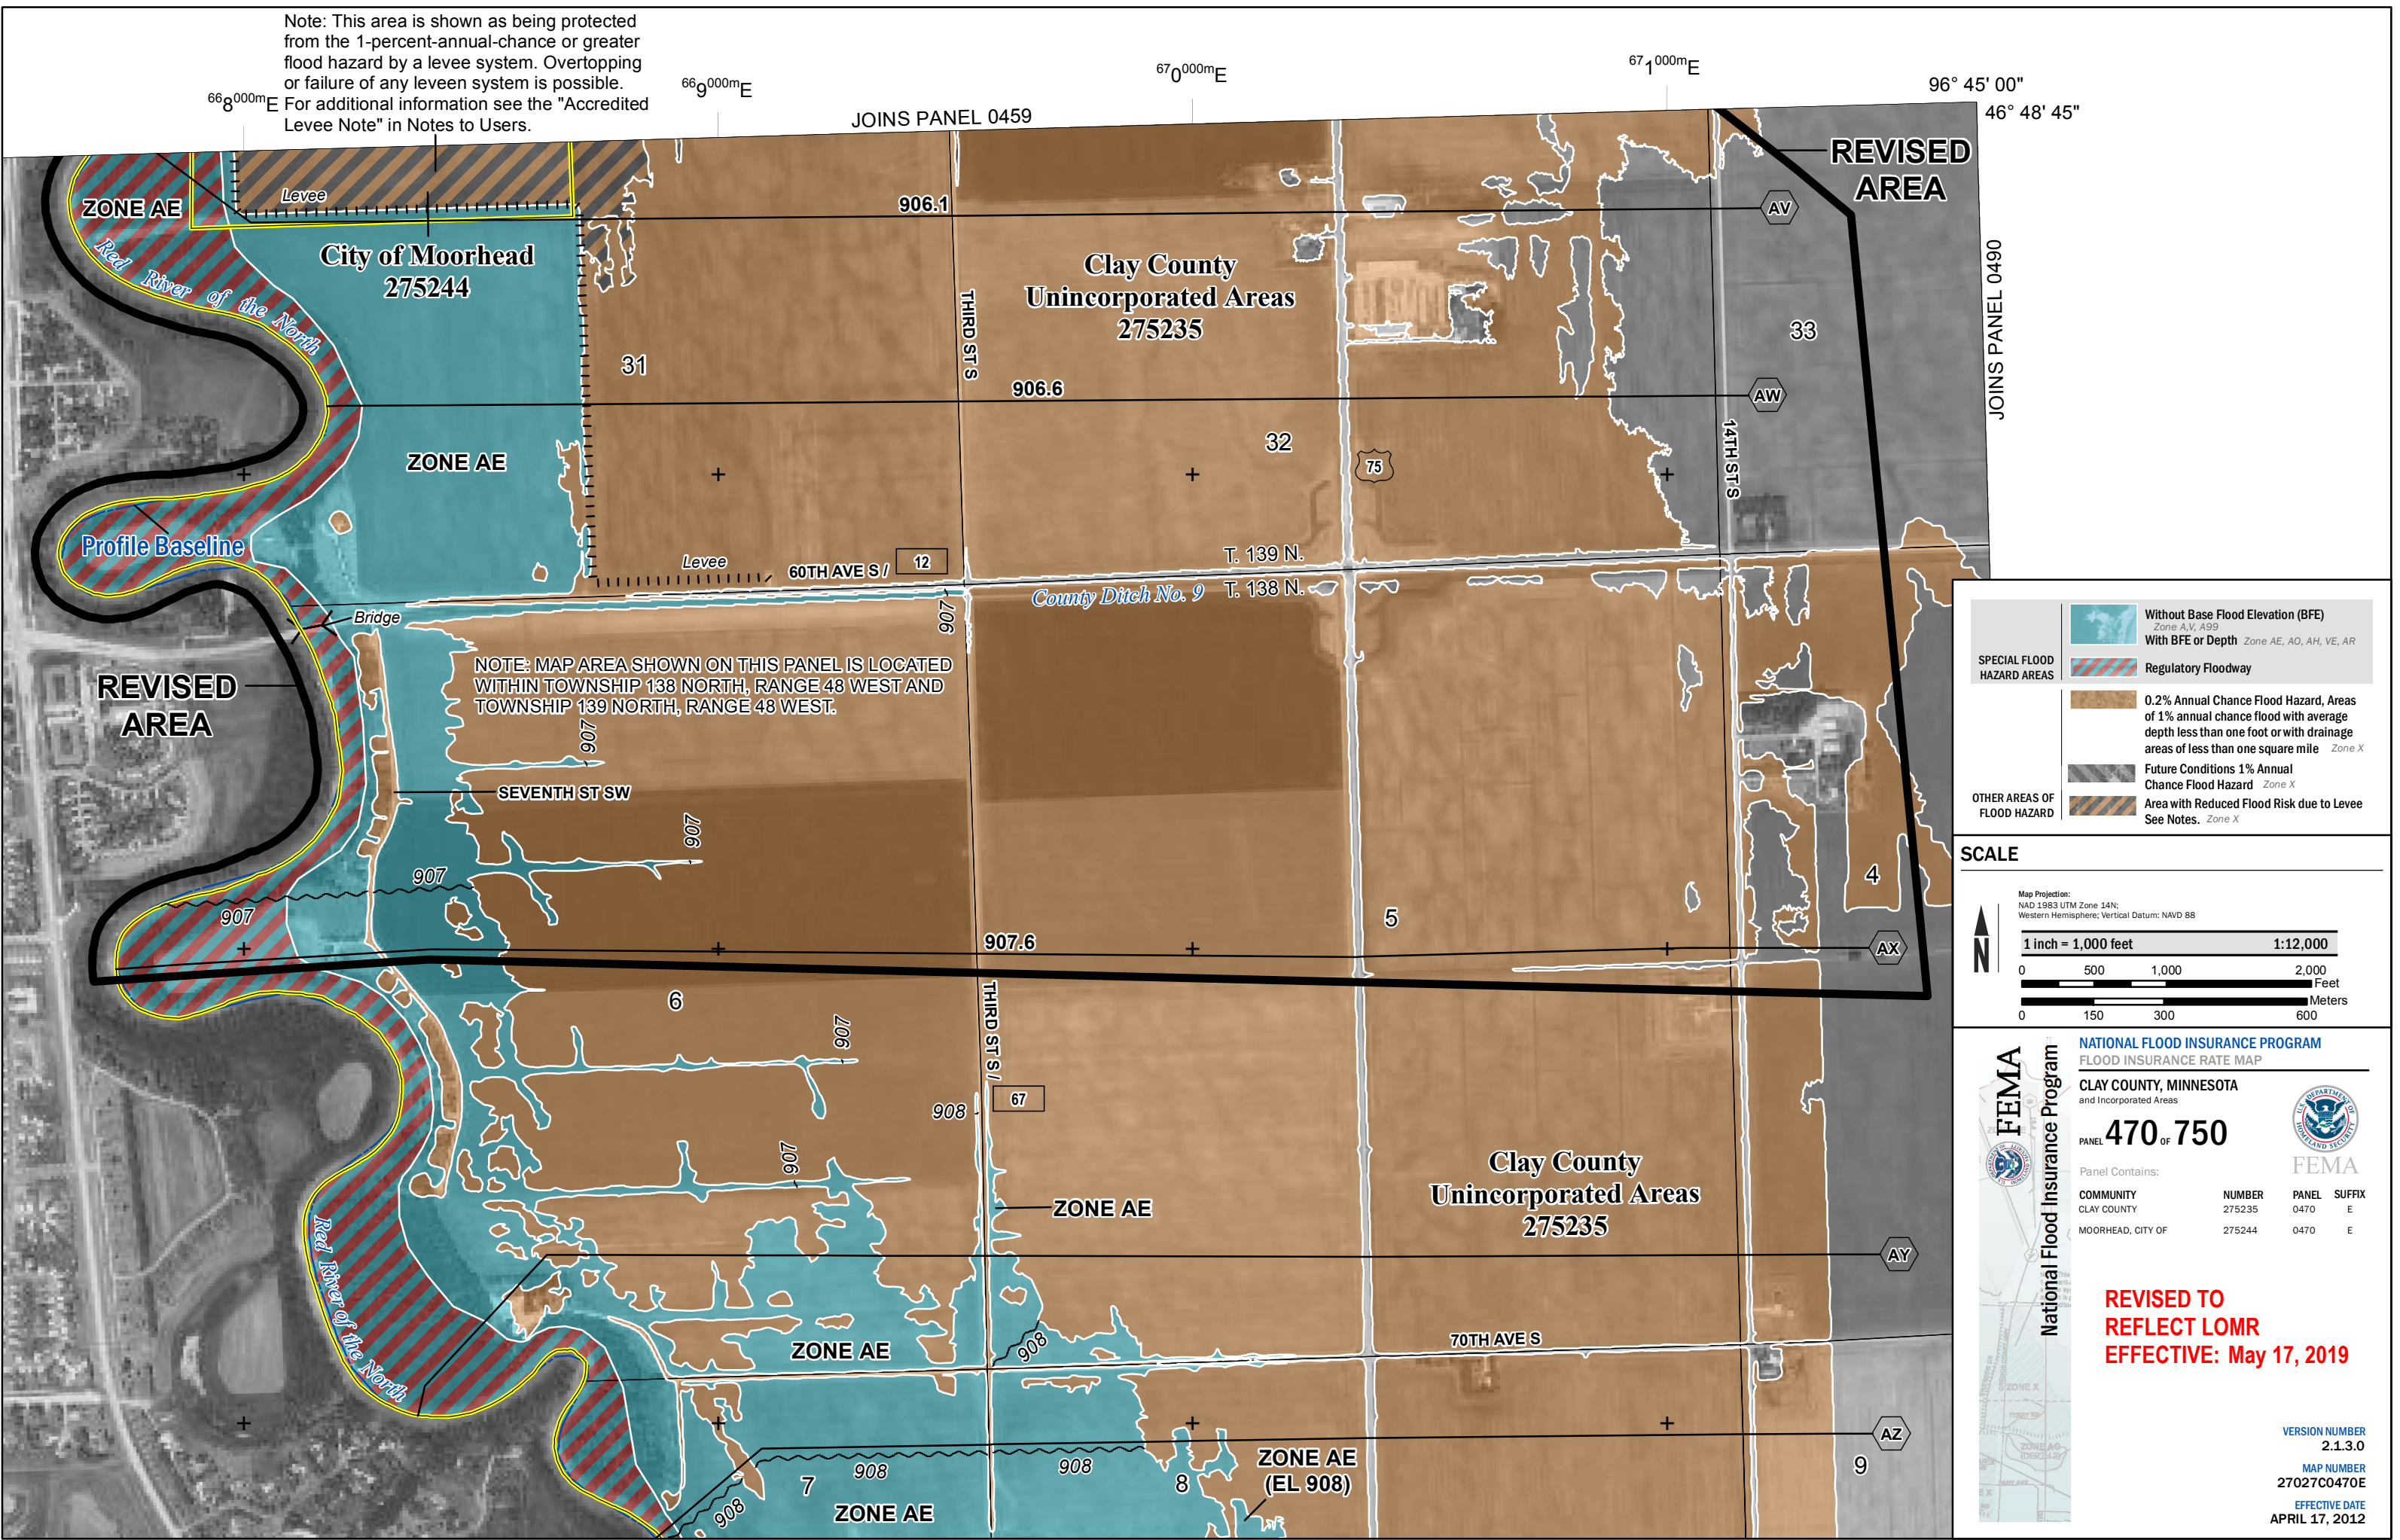 Note: This area is shown as being protected
from the 1-percent-annual-chance or greater
flood hazard by a levee system. Overtopping
or failure of any leveen system is possible.
For additional information see the "Accredited
Levee Note" in Notes to Users.
668000mE
669000mE
670000mE
671000mE
96° 45' 00"
46° 48' 45"
JOINS PANEL 0459
REVISED
AREA
ZONE AE
Levee
906.1
AV
City of Moorhead
275244
Clay County
Unincorporated Areas
275235
Red River of the North
JOINS PANEL 0490
THIRD ST S
31
33
906.6
AW
32
ZONE AE
75
14TH ST S
Profile Baseline
Levee
60TH AVE S /
12
T. 139 N.
County Ditch No. 9
T. 138 N.
Bridge
907
NOTE: MAP AREA SHOWN ON THIS PANEL IS LOCATED
WITHIN TOWNSHIP 138 NORTH, RANGE 48 WEST AND
TOWNSHIP 139 NORTH, RANGE 48 WEST.
REVISED
AREA
907
SEVENTH ST SW
907
907
907
4
5
907.6
AX
6
THIRD ST S /
907
908
67
907
ZONE AE
Clay County
Unincorporated Areas
275235
Red River of the North
AY
ZONE AE
908
70TH AVE S
AZ
7
908
908
908
8
ZONE AE
(EL 908)
9
ZONE AE
SPECIAL FLOOD
HAZARD AREAS
Without Base Flood Elevation (BFE)
Zone A,V, A99
With BFE or Depth Zone AE, AO, AH, VE, AR
Regulatory Floodway
OTHER AREAS OF
FLOOD HAZARD
0.2% Annual Chance Flood Hazard, Areas
of 1% annual chance flood with average
depth less than one foot or with drainage
areas of less than one square mile Zone X
Future Conditions 1% Annual
Chance Flood Hazard Zone X
Area with Reduced Flood Risk due to Levee
See Notes. Zone X
SCALE
Map Projection:
NAD 1983 UTM Zone 14N;
Western Hemisphere; Vertical Datum: NAVD 88
N
1 inch = 1,000 feet 1:12,000
0 500 1,000 2,000
Feet
Meters
0 150 300 600
FEMA
National Flood Insurance Program
NATIONAL FLOOD INSURANCE PROGRAM
FLOOD INSURANCE RATE MAP
CLAY COUNTY, MINNESOTA
and Incorporated Areas
PANEL 470 OF 750
U.S. DEPARTMENT OF HOMELAND SECURITY
FEMA
Panel Contains:
COMMUNITY NUMBER PANEL SUFFIX
CLAY COUNTY 275235 0470 E
MOORHEAD, CITY OF 275244 0470 E
REVISED TO
REFLECT LOMR
EFFECTIVE: May 17, 2019
VERSION NUMBER
2.1.3.0
MAP NUMBER
27027C0470E
EFFECTIVE DATE
APRIL 17, 2012